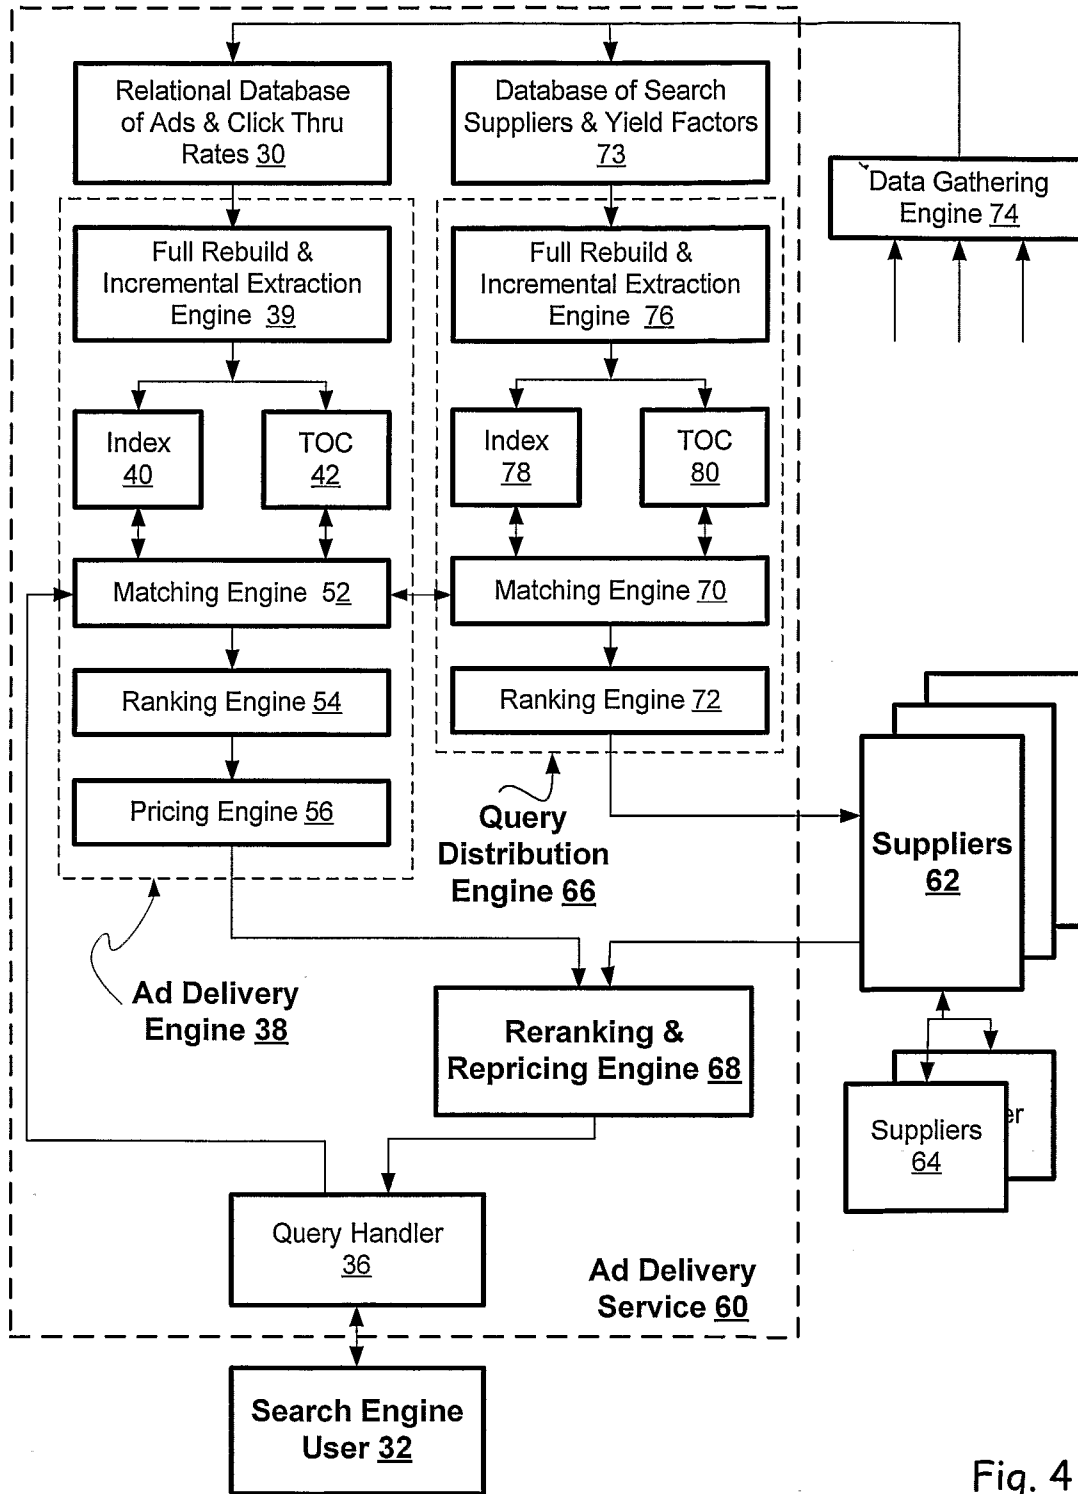 Relational Database
of Ads & Click Thru
Rates 30
Database of Search
Suppliers & Yield Factors
73
Data Gathering
Engine 74
Full Rebuild &
Incremental Extraction
Engine 39
Full Rebuild &
Incremental Extraction
Engine 76
Index
40
TOC
42
Index
78
TOC
80
Matching Engine 52
Matching Engine 70
Ranking Engine 54
Ranking Engine 72
Pricing Engine 56
Query
Distribution
Engine 66
Suppliers
62
Ad Delivery
Engine 38
Reranking &
Repricing Engine 68
Suppliers
64
er
Query Handler
36
Ad Delivery
Service 60
Search Engine
User 32
Fig. 4